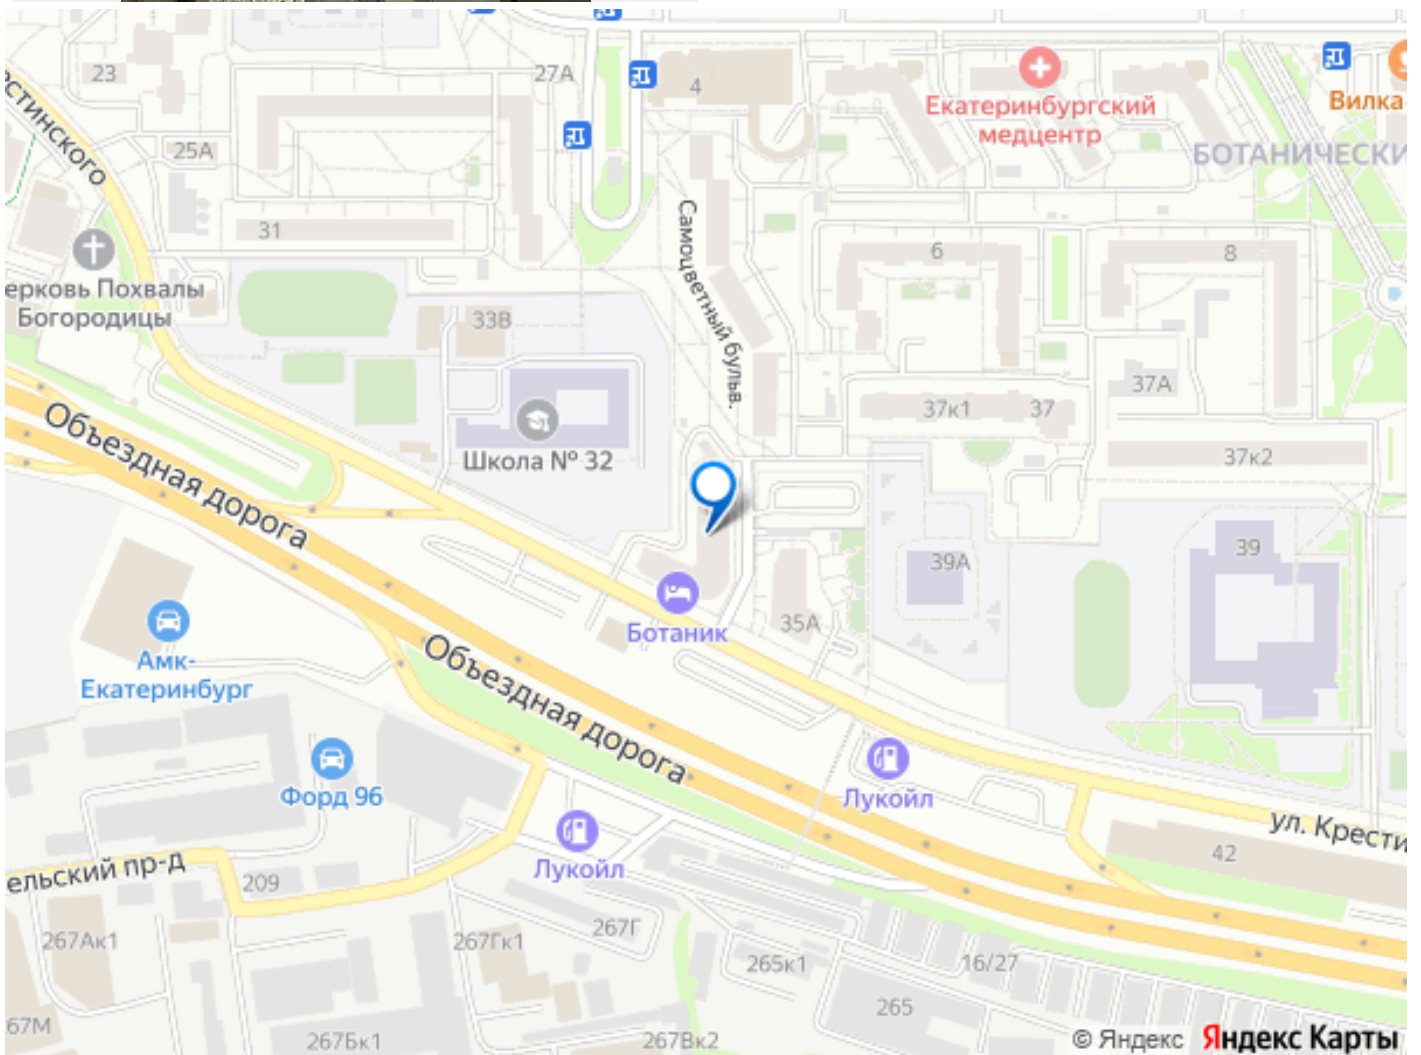 23
27А
4
Екатеринбургский
медцентр
Вилка
естинского
25А
БОТАНИЧЕСКИ
31
Самоцветный бульв.
6
8
ерковь Похвалы
Богородицы
33В
37А
37к1
37
Объездная дорога
Школа № 32
37к2
39А
39
35А
Ботаник
Амк-
Екатеринбург
Объездная дорога
Форд 96
Лукойл
ул. Крести
Лукойл
42
ельский пр-д
209
267Ак1
267Гк1
267Г
265к1
16/27
265
67М
267Бк1
267Вк2
© Яндекс Яндекс Карты